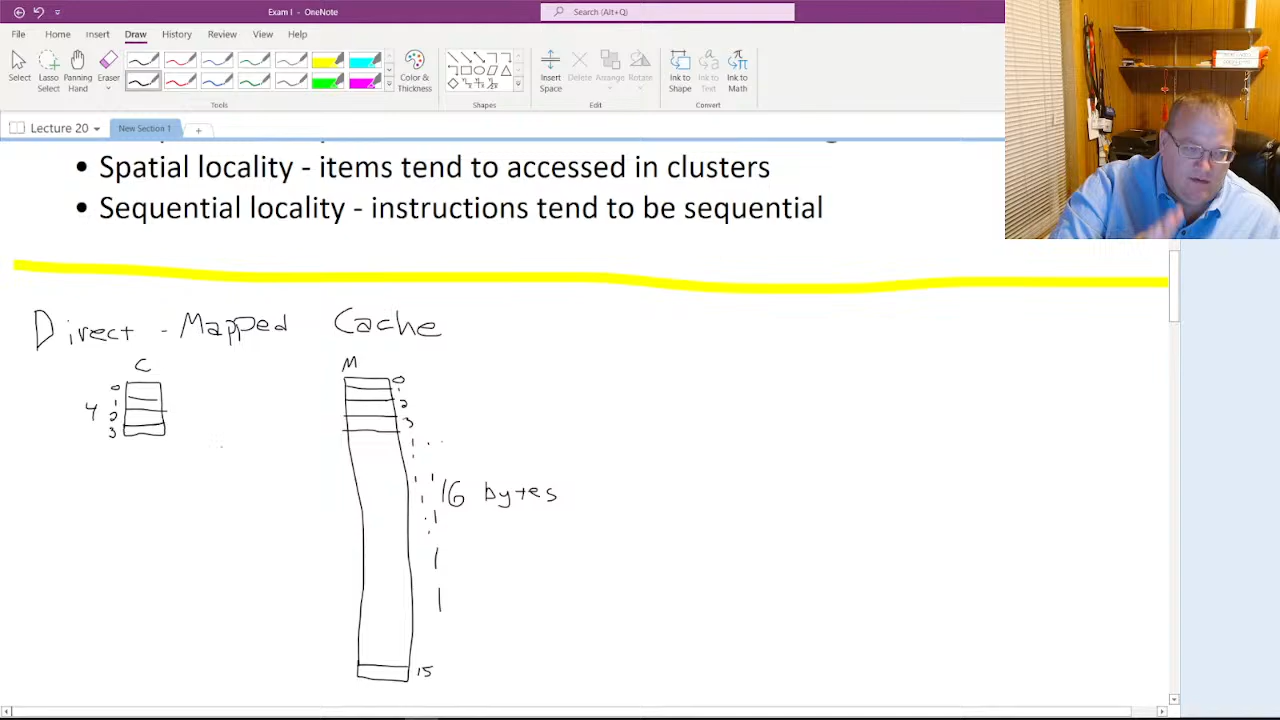 Exam I - OneNote
Search (Alt+Q)
File Home Insert Draw History Review View Help
Select
Lasso Select
Panning Hand
Eraser
Color & Thickness
Insert Space
Delete
Arrange
Rotate
Ink to Shape
Ink to Text
Ink to Math
Tools
Shapes
Edit
Convert
Lecture 20
New Section 1
• Spatial locality - items tend to accessed in clusters
• Sequential locality - instructions tend to be sequential
Direct - Mapped Cache
C
M
0
1
4 2
3
0
1
2
3
16 bytes
15